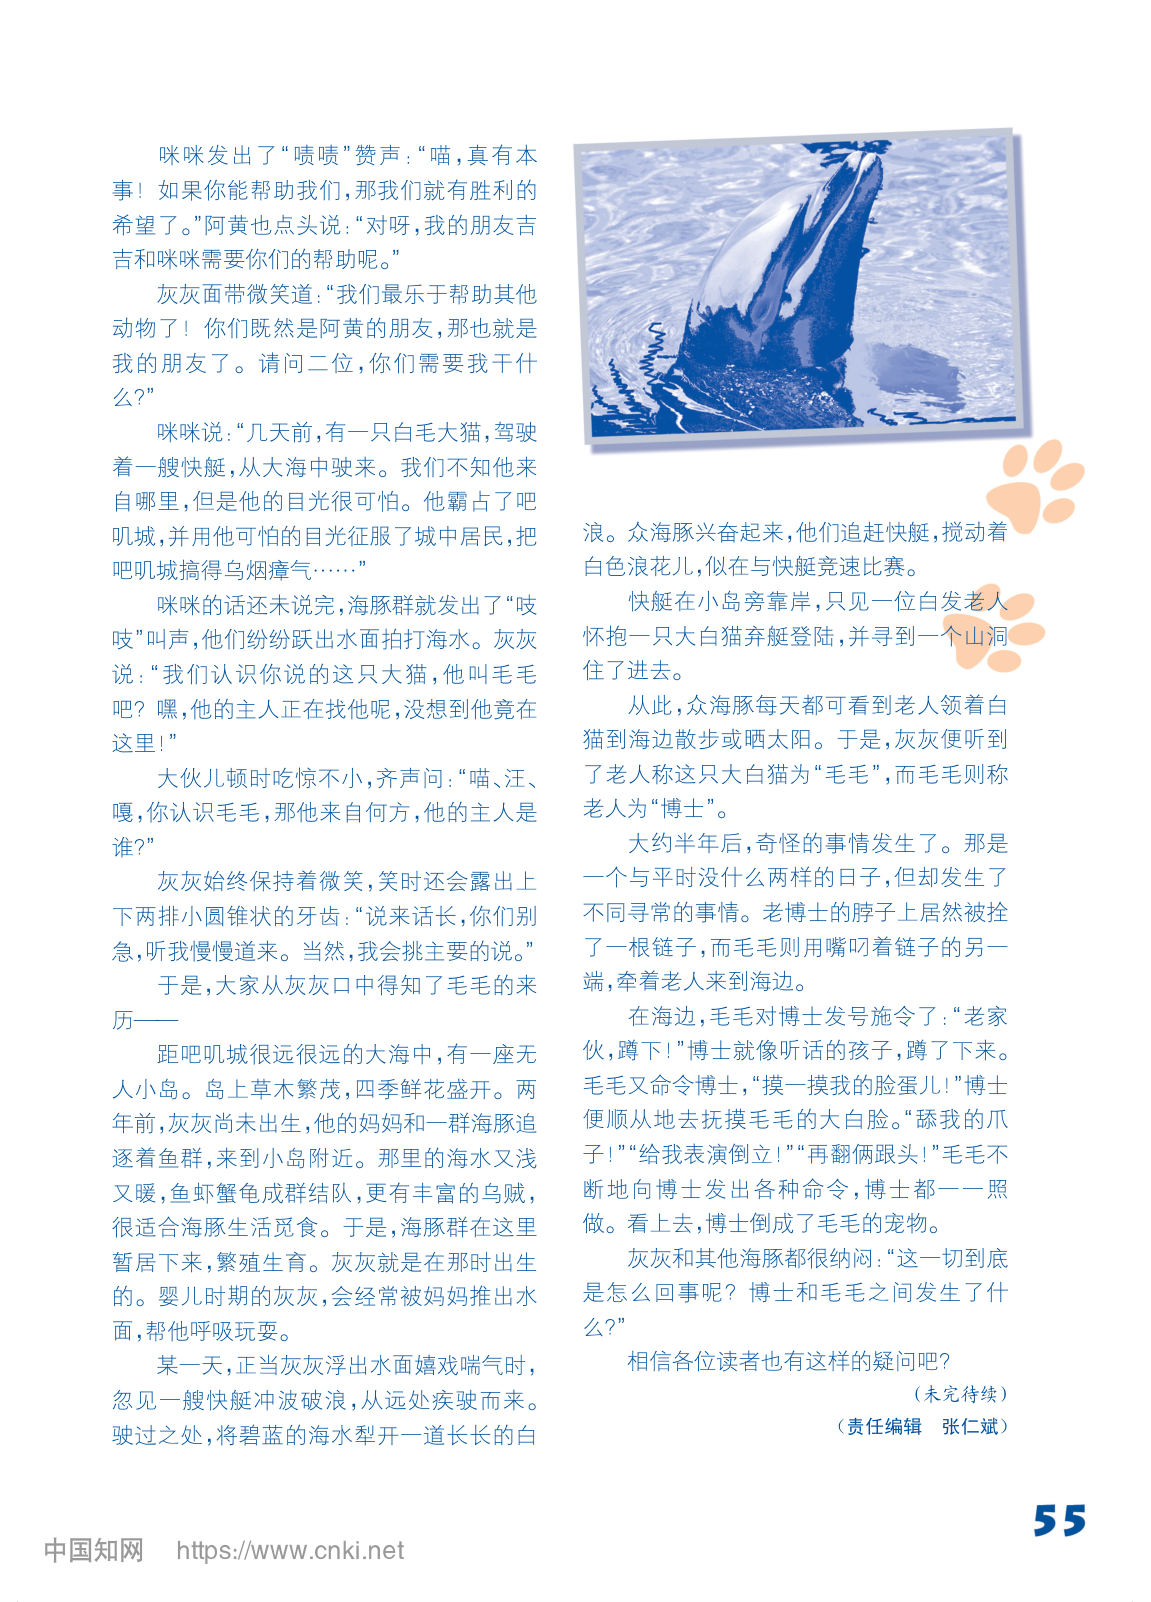 咪咪发出了“啧啧”赞声：“喵，真有本
事！如果你能帮助我们，那我们就有胜利的
希望了。”阿黄也点头说：“对呀，我的朋友吉
吉和咪咪需要你们的帮助呢。”
灰灰面带微笑道：“我们最乐于帮助其他
动物了！你们既然是阿黄的朋友，那也就是
我的朋友了。请问二位，你们需要我干什
么？”
咪咪说：“几天前，有一只白毛大猫，驾驶
着一艘快艇，从大海中驶来。我们不知他来
自哪里，但是他的目光很可怕。他霸占了吧
叽城，并用他可怕的目光征服了城中居民，把
吧叽城搞得乌烟瘴气……”
咪咪的话还未说完，海豚群就发出了“吱
吱”叫声，他们纷纷跃出水面拍打海水。灰灰
说：“我们认识你说的这只大猫，他叫毛毛
吧？嘿，他的主人正在找他呢，没想到他竟在
这里！”
大伙儿顿时吃惊不小，齐声问：“喵、汪、
嘎，你认识毛毛，那他来自何方，他的主人是
谁？”
灰灰始终保持着微笑，笑时还会露出上
下两排小圆锥状的牙齿：“说来话长，你们别
急，听我慢慢道来。当然，我会挑主要的说。”
于是，大家从灰灰口中得知了毛毛的来
历——
距吧叽城很远很远的大海中，有一座无
人小岛。岛上草木繁茂，四季鲜花盛开。两
年前，灰灰尚未出生，他的妈妈和一群海豚追
逐着鱼群，来到小岛附近。那里的海水又浅
又暖，鱼虾蟹龟成群结队，更有丰富的乌贼，
很适合海豚生活觅食。于是，海豚群在这里
暂居下来，繁殖生育。灰灰就是在那时出生
的。婴儿时期的灰灰，会经常被妈妈推出水
面，帮他呼吸玩耍。
某一天，正当灰灰浮出水面嬉戏喘气时，
忽见一艘快艇冲波破浪，从远处疾驶而来。
驶过之处，将碧蓝的海水犁开一道长长的白
浪。众海豚兴奋起来，他们追赶快艇，搅动着
白色浪花儿，似在与快艇竞速比赛。
快艇在小岛旁靠岸，只见一位白发老人
怀抱一只大白猫弃艇登陆，并寻到一个山洞
住了进去。
从此，众海豚每天都可看到老人领着白
猫到海边散步或晒太阳。于是，灰灰便听到
了老人称这只大白猫为“毛毛”，而毛毛则称
老人为“博士”。
大约半年后，奇怪的事情发生了。那是
一个与平时没什么两样的日子，但却发生了
不同寻常的事情。老博士的脖子上居然被拴
了一根链子，而毛毛则用嘴叼着链子的另一
端，牵着老人来到海边。
在海边，毛毛对博士发号施令了：“老家
伙，蹲下！”博士就像听话的孩子，蹲了下来。
毛毛又命令博士，“摸一摸我的脸蛋儿！”博士
便顺从地去抚摸毛毛的大白脸。“舔我的爪
子！”“给我表演倒立！”“再翻俩跟头！”毛毛不
断地向博士发出各种命令，博士都一一照
做。看上去，博士倒成了毛毛的宠物。
灰灰和其他海豚都很纳闷：“这一切到底
是怎么回事呢？博士和毛毛之间发生了什
么？”
相信各位读者也有这样的疑问吧？
（未完待续）
（责任编辑　张仁斌）
55
中国知网　https://www.cnki.net